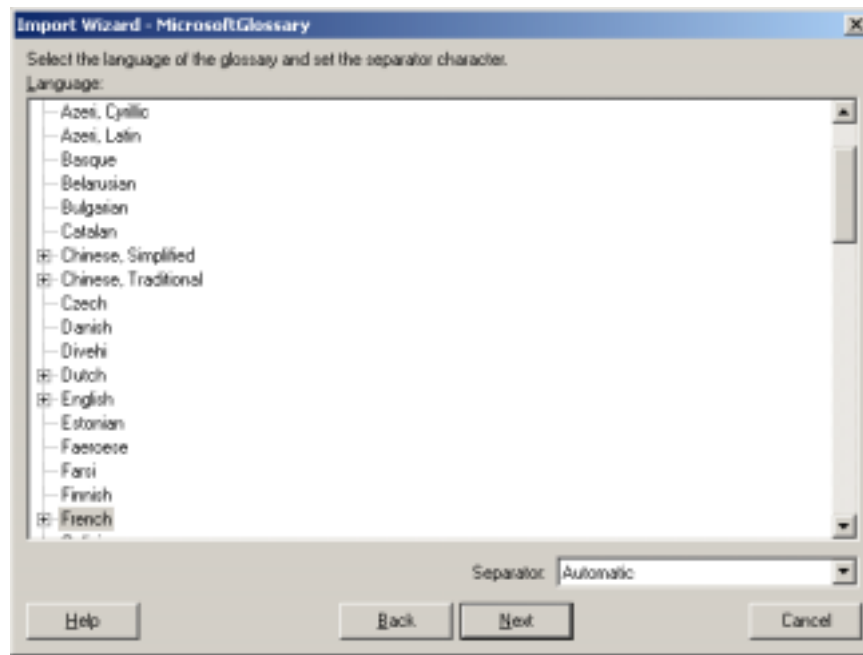 Import Wizard - MicrosoftGlossary
Select the language of the glossary and set the separator character.
Language:
Azeri, Cyrillic
Azeri, Latin
Basque
Belarusian
Bulgarian
Catalan
Chinese, Simplified
Chinese, Traditional
Czech
Danish
Divehi
Dutch
English
Estonian
Faeroese
Farsi
Finnish
French
Separator: Automatic
Help Back Next Cancel